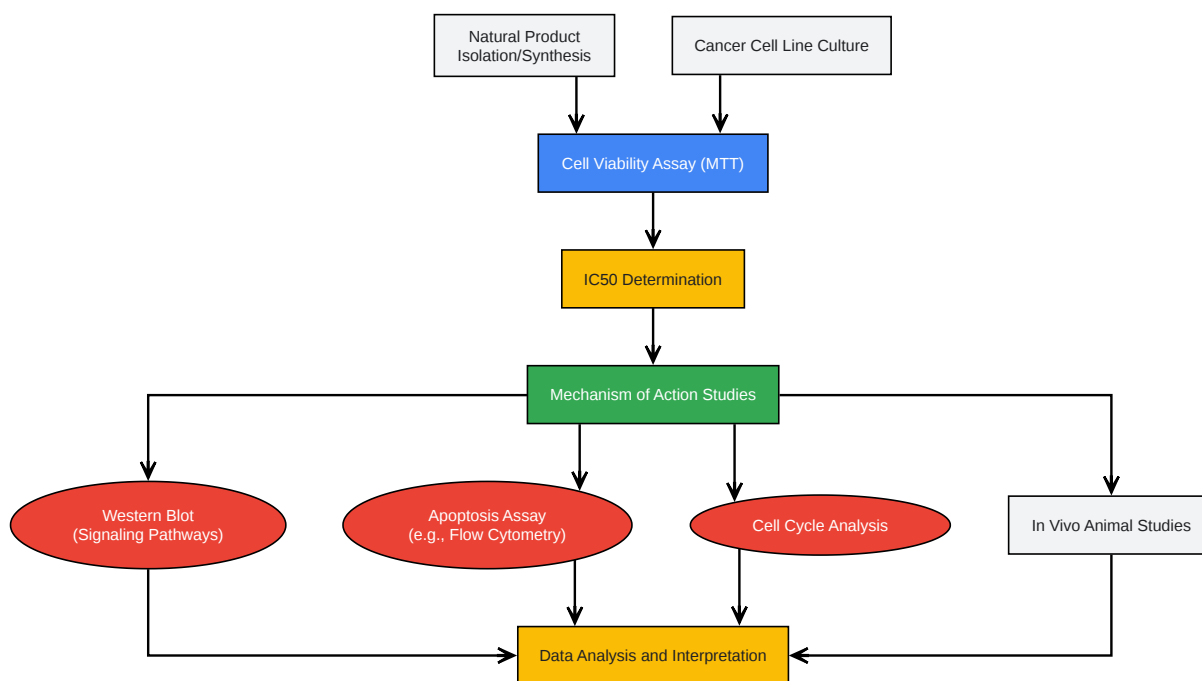 Natural Product
Isolation/Synthesis
Cancer Cell Line Culture
Cell Viability Assay (MTT)
IC50 Determination
Mechanism of Action Studies
Western Blot
(Signaling Pathways)
Apoptosis Assay
(e.g., Flow Cytometry)
Cell Cycle Analysis
In Vivo Animal Studies
Data Analysis and Interpretation